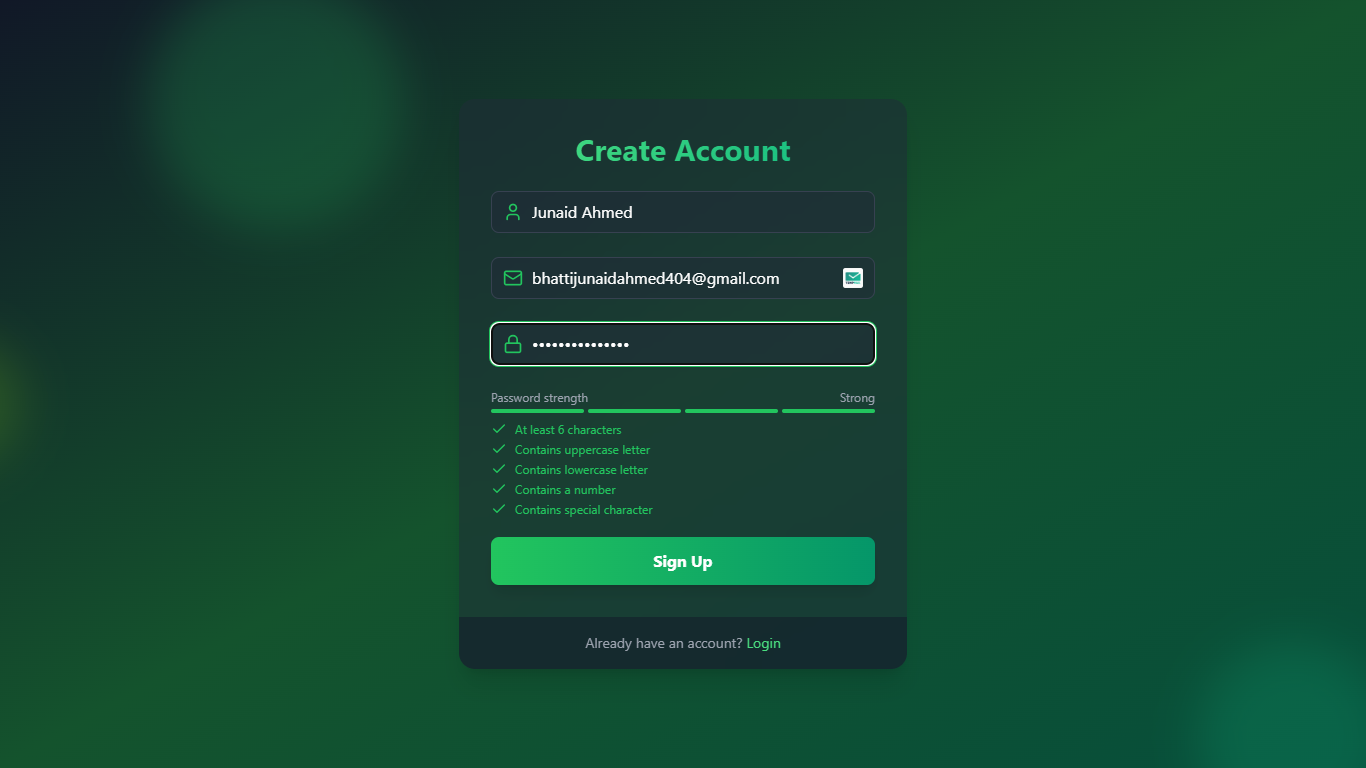 Create Account
Junaid Ahmed
bhattijunaidahmed404@gmail.com
•••••••••••••••
Password strength Strong
At least 6 characters
Contains uppercase letter
Contains lowercase letter
Contains a number
Contains special character
Sign Up
Already have an account? Login